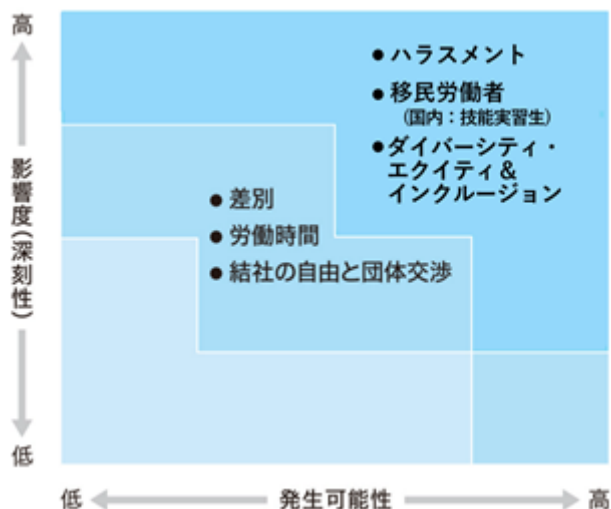 高
影響度(深刻性)
低
● ハラスメント
● 移民労働者
(国内：技能実習生)
●ダイバーシティ・
エクイティ＆
インクルージョン
● 差別
● 労働時間
● 結社の自由と団体交渉
低
発生可能性
高